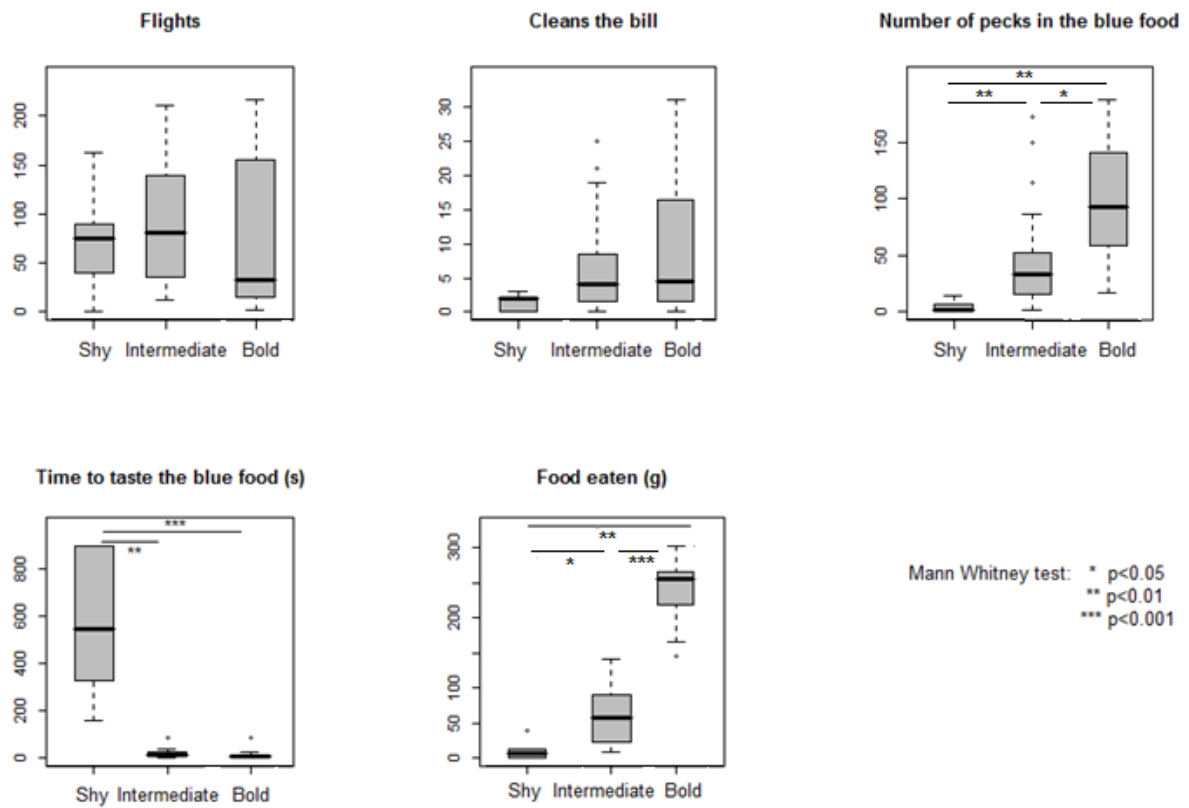 Flights
200
150
100
50
0
Shy Intermediate Bold
Cleans the bill
30
25
20
15
10
5
0
Shy Intermediate Bold
Number of pecks in the blue food
**
** *
150
100
50
0
Shy Intermediate Bold
Time to taste the blue food (s)
***
**
800
600
400
200
0
Shy Intermediate Bold
Food eaten (g)
**
* ***
300
200
100
50
0
Shy Intermediate Bold
Mann Whitney test: * p<0.05
** p<0.01
*** p<0.001